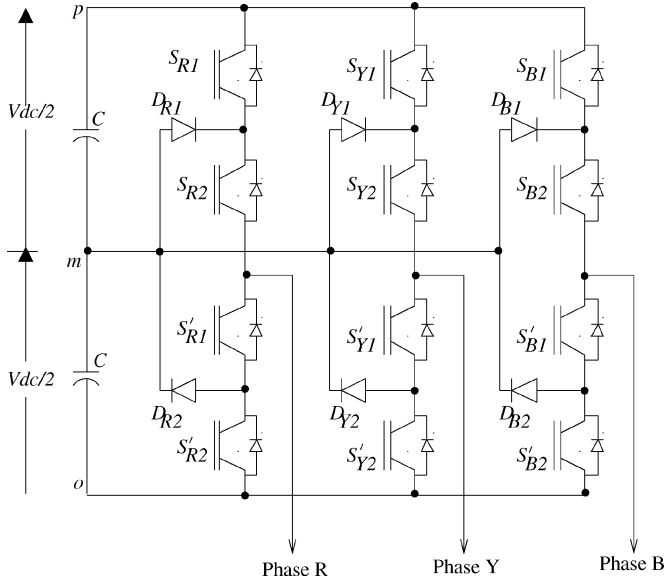 p
S_R1 S_Y1 S_B1
Vdc/2 C D_R1 D_Y1 D_B1
S_R2 S_Y2 S_B2
m
S'_R1 S'_Y1 S'_B1
C
Vdc/2
D_R2 D_Y2 D_B2
S'_R2 S'_Y2 S'_B2
o
Phase R Phase Y Phase B